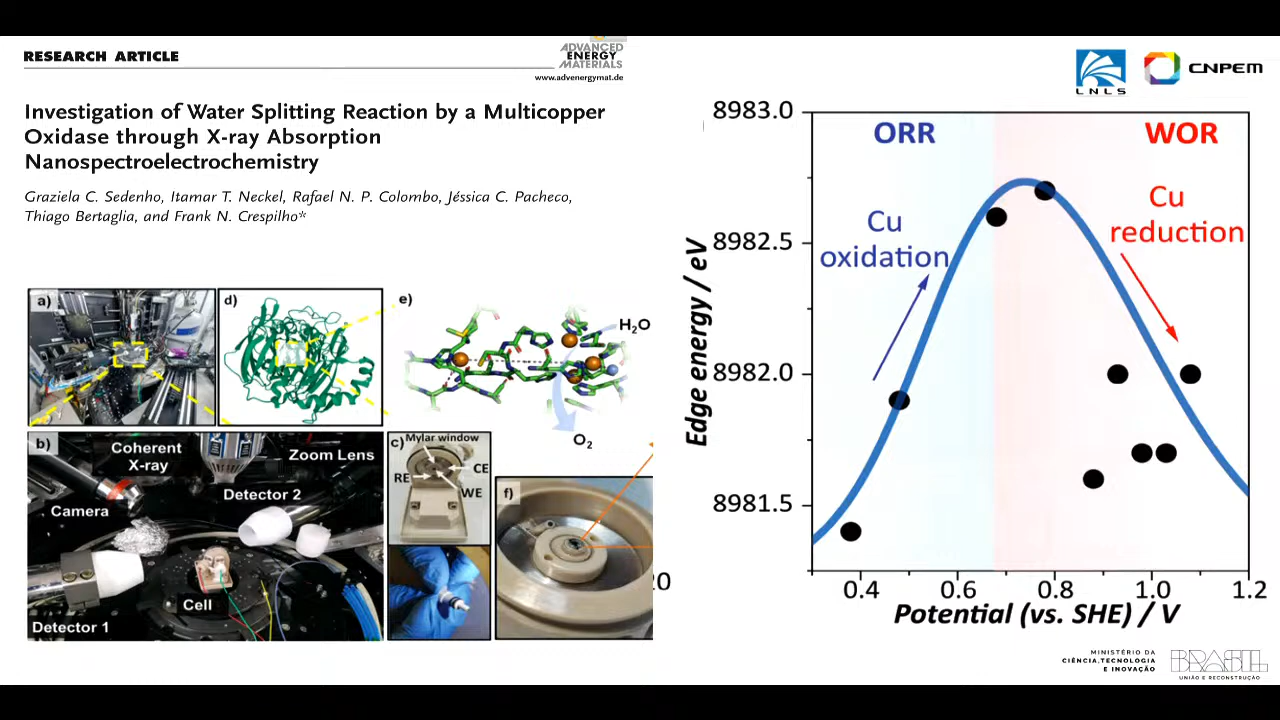 RESEARCH ARTICLE
ADVANCED
ENERGY
MATERIALS
www.advenergymat.de
Investigation of Water Splitting Reaction by a Multicopper
Oxidase through X-ray Absorption
Nanospectroelectrochemistry
Graziela C. Sedenho, Itamar T. Neckel, Rafael N. P. Colombo, Jéssica C. Pacheco,
Thiago Bertaglia, and Frank N. Crespilho*
a)
d)
e)
H₂O
O₂
b)
Coherent
X-ray
Zoom Lens
Camera
Detector 2
Cell
Detector 1
c)
Mylar window
RE
CE
WE
f)
20
LNLS
CNPEM
8983.0
8982.5
8982.0
8981.5
Edge energy / eV
ORR
WOR
Cu
oxidation
Cu
reduction
0.4
0.6
0.8
1.0
1.2
Potential (vs. SHE) / V
MINISTÉRIO DA
CIÊNCIA, TECNOLOGIA
E INOVAÇÃO
BRASIL
UNIÃO E RECONSTRUÇÃO